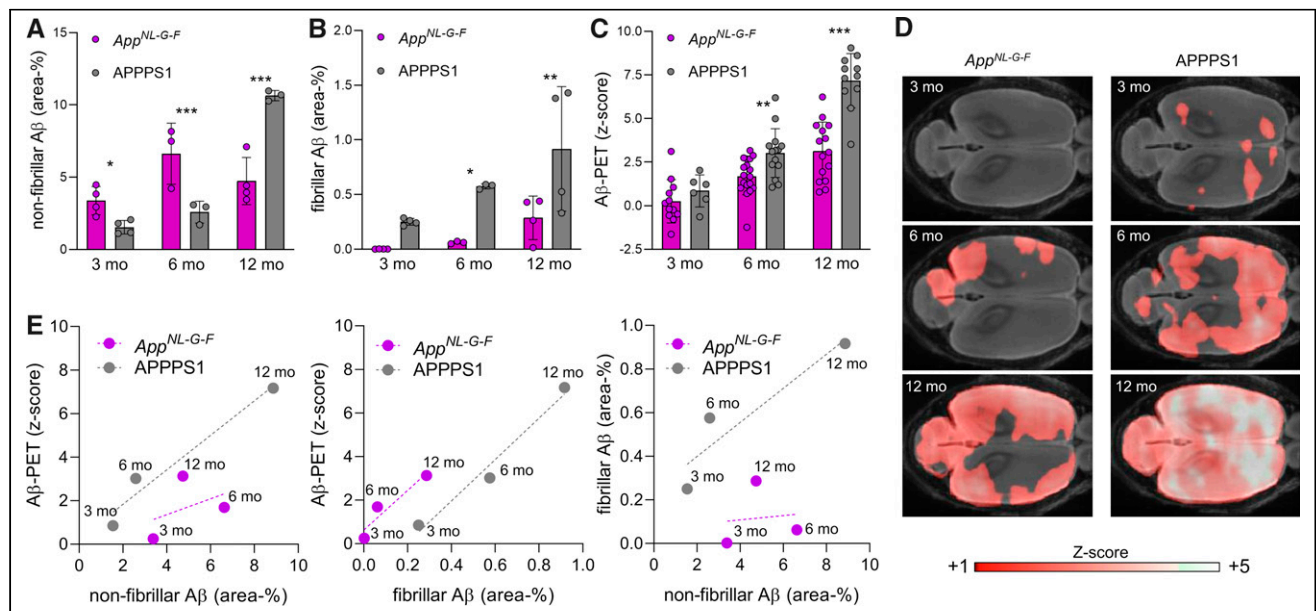 A
App^NL-G-F
APPPS1
non-fibrillar Aβ (area-%)
15
10
5
0
*
***
***
3 mo
6 mo
12 mo
B
App^NL-G-F
APPPS1
fibrillar Aβ (area-%)
2.0
1.5
1.0
0.5
0.0
*
**
3 mo
6 mo
12 mo
C
App^NL-G-F
APPPS1
Aβ-PET (z-score)
10.0
7.5
5.0
2.5
0.0
-2.5
**
***
3 mo
6 mo
12 mo
D
App^NL-G-F
APPPS1
3 mo
3 mo
6 mo
6 mo
12 mo
12 mo
Z-score
+1
+5
E
App^NL-G-F
APPPS1
Aβ-PET (z-score)
10
8
6
4
2
0
12 mo
6 mo
12 mo
3 mo
6 mo
3 mo
0
2
4
6
8
10
non-fibrillar Aβ (area-%)
App^NL-G-F
APPPS1
Aβ-PET (z-score)
10
8
6
4
2
0
12 mo
12 mo
6 mo
6 mo
3 mo
3 mo
0.0
0.2
0.4
0.6
0.8
1.0
fibrillar Aβ (area-%)
App^NL-G-F
APPPS1
fibrillar Aβ (area-%)
1.0
0.8
0.6
0.4
0.2
0.0
12 mo
6 mo
12 mo
3 mo
3 mo
6 mo
0
2
4
6
8
10
non-fibrillar Aβ (area-%)